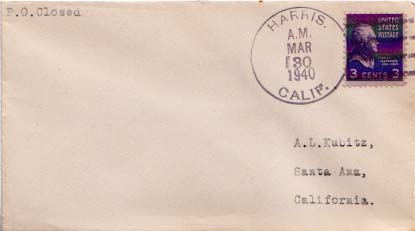 P.O.Closed
HARRIS.
A.M.
MAR
30
1940
CALIF.
UNITED
STATES
POSTAGE
3 CENTS 3
A.L.Kubitz,
Santa Ana,
California.